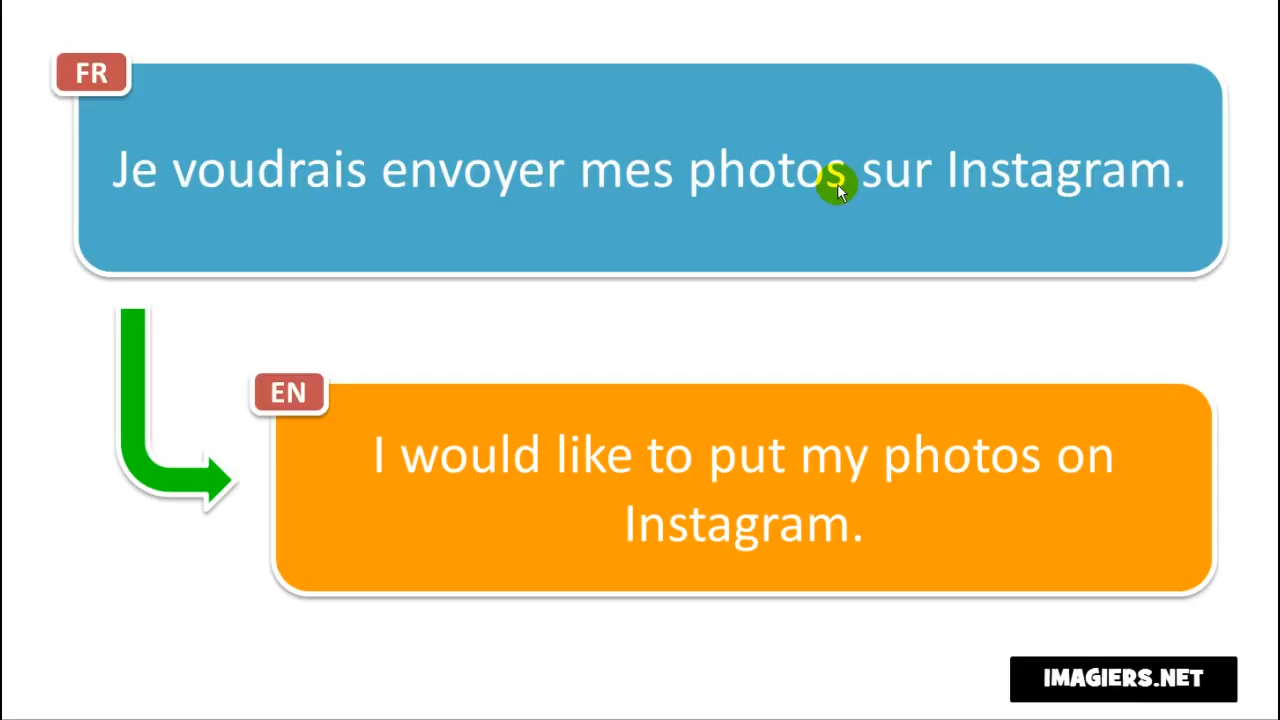 FR
Je voudrais envoyer mes photos sur Instagram.
EN
I would like to put my photos on
Instagram.
IMAGIERS.NET